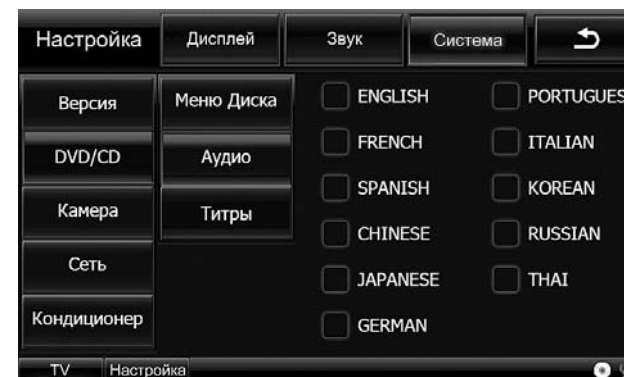 Настройка Дисплей Звук Система
Версия Меню Диска ENGLISH PORTUGUES
DVD/CD Аудио FRENCH ITALIAN
Камера Титры SPANISH KOREAN
CHINESE RUSSIAN
Сеть JAPANESE THAI
Кондиционер GERMAN
TV Настройка